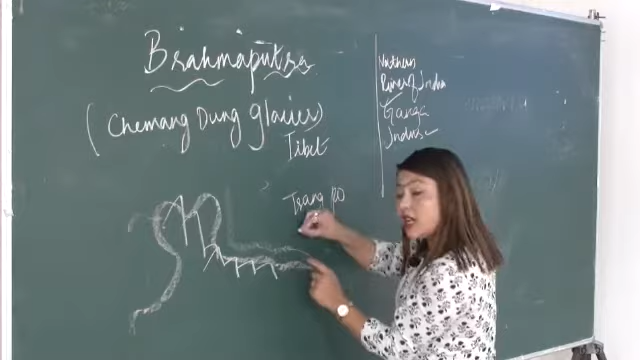 Brahmaputra
(Chemang Dung Glacier)
Tibet
Tsang po
Northern
River of India
Ganga
Indus